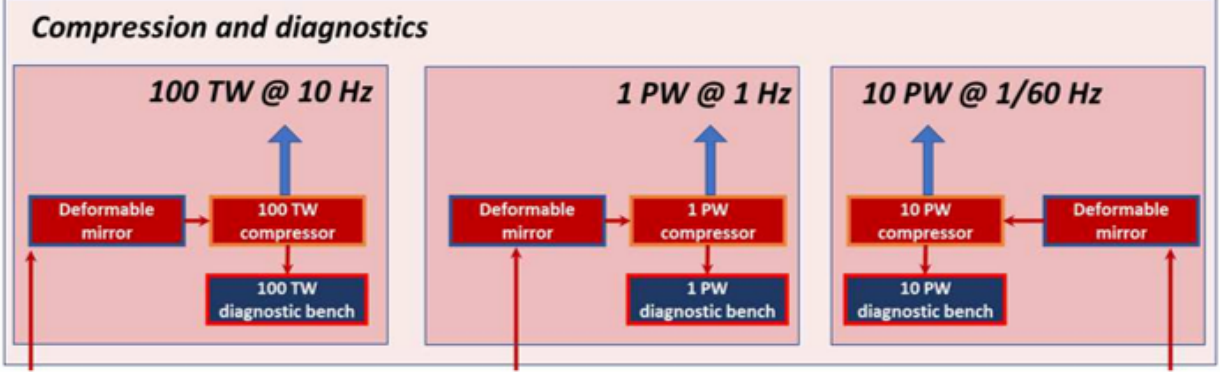 Compression and diagnostics
100 TW @ 10 Hz
Deformable
mirror
100 TW
compressor
100 TW
diagnostic bench
1 PW @ 1 Hz
Deformable
mirror
1 PW
compressor
1 PW
diagnostic bench
10 PW @ 1/60 Hz
10 PW
compressor
Deformable
mirror
10 PW
diagnostic bench